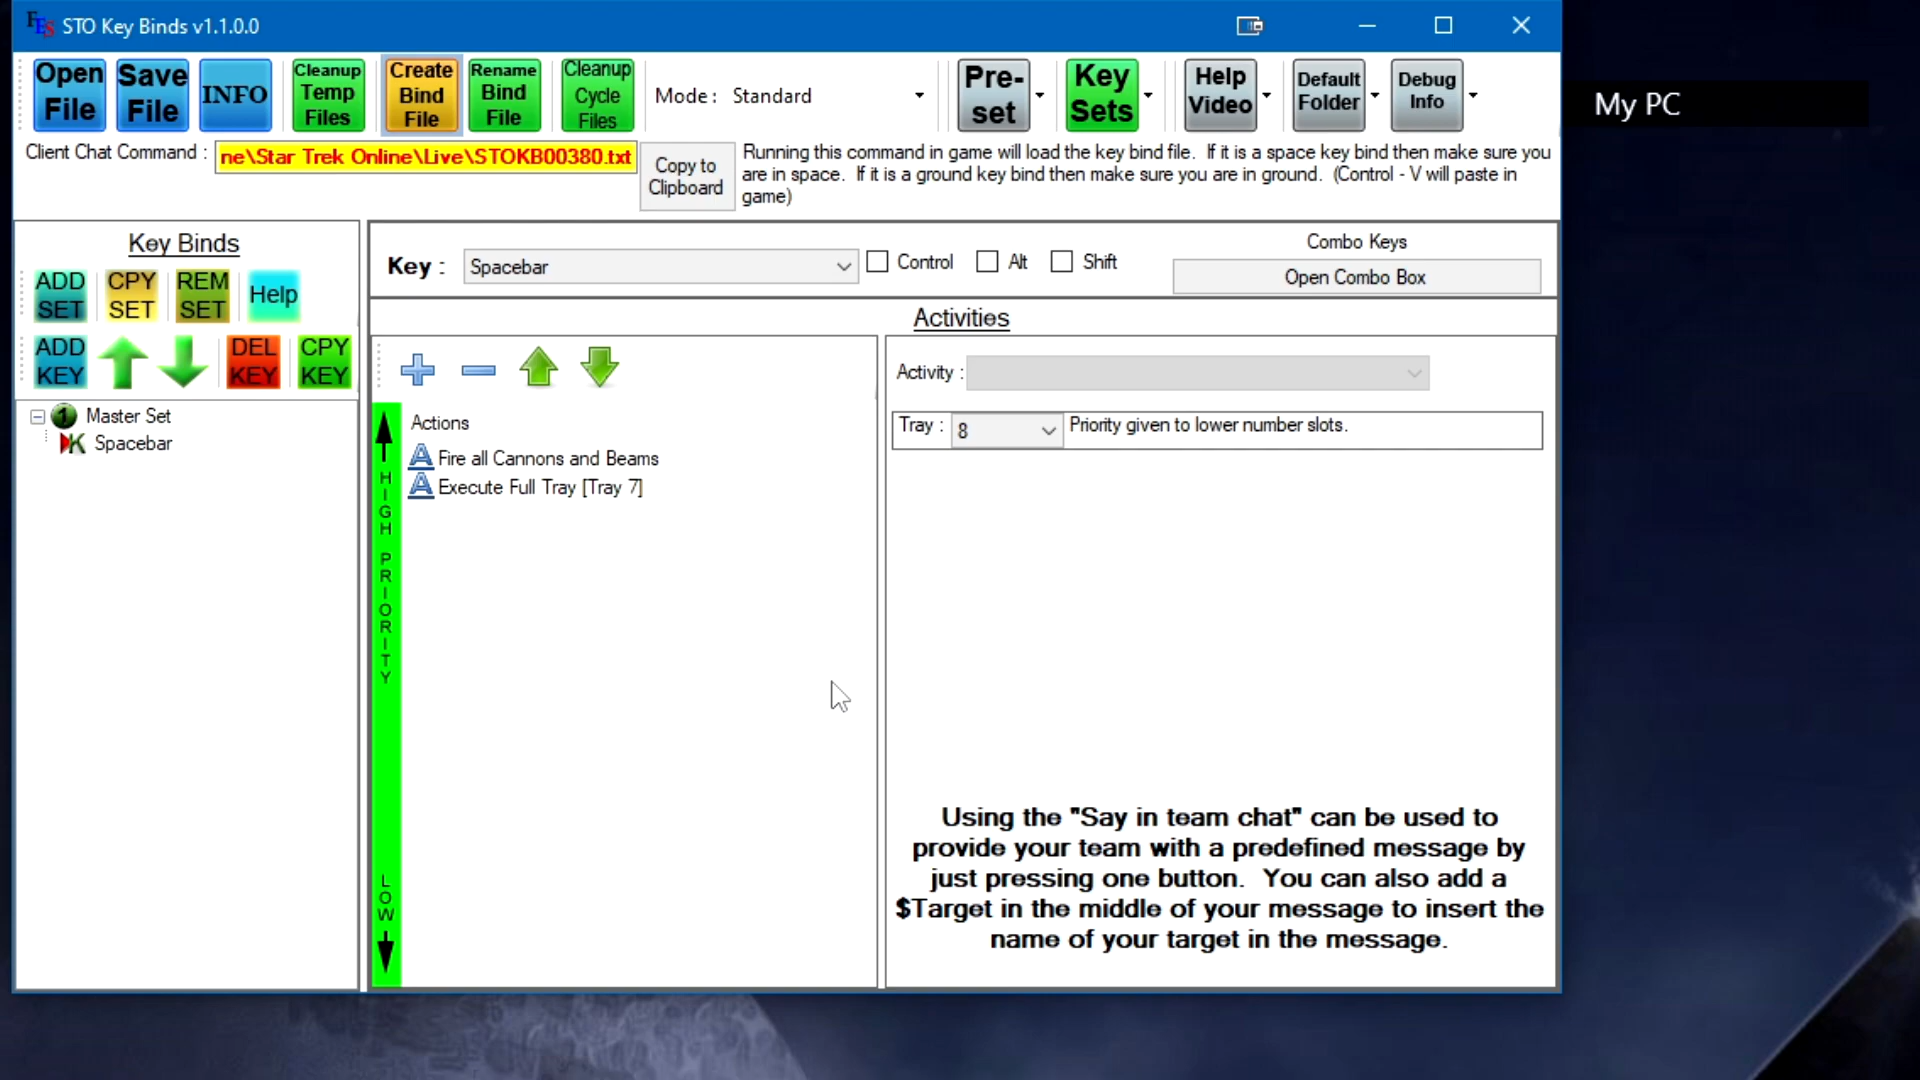 FES STO Key Binds v1.1.0.0
Open File
Save File
INFO
Cleanup Temp Files
Create Bind File
Rename Bind File
Cleanup Cycle Files
Mode : Standard
Pre-set
Key Sets
Help Video
Default Folder
Debug Info
My PC
Client Chat Command : ne\Star Trek Online\Live\STOKB00380.txt
Copy to Clipboard
Running this command in game will load the key bind file. If it is a space key bind then make sure you
are in space. If it is a ground key bind then make sure you are in ground. (Control - V will paste in
game)
Key Binds
ADD SET
CPY SET
REM SET
Help
ADD KEY
DEL KEY
CPY KEY
1 Master Set
K Spacebar
Key : Spacebar
Control
Alt
Shift
Combo Keys
Open Combo Box
Activities
HIGH PRIORITY
LOW
Actions
A Fire all Cannons and Beams
A Execute Full Tray [Tray 7]
Activity :
Tray : 8 Priority given to lower number slots.
Using the "Say in team chat" can be used to
provide your team with a predefined message by
just pressing one button. You can also add a
$Target in the middle of your message to insert the
name of your target in the message.